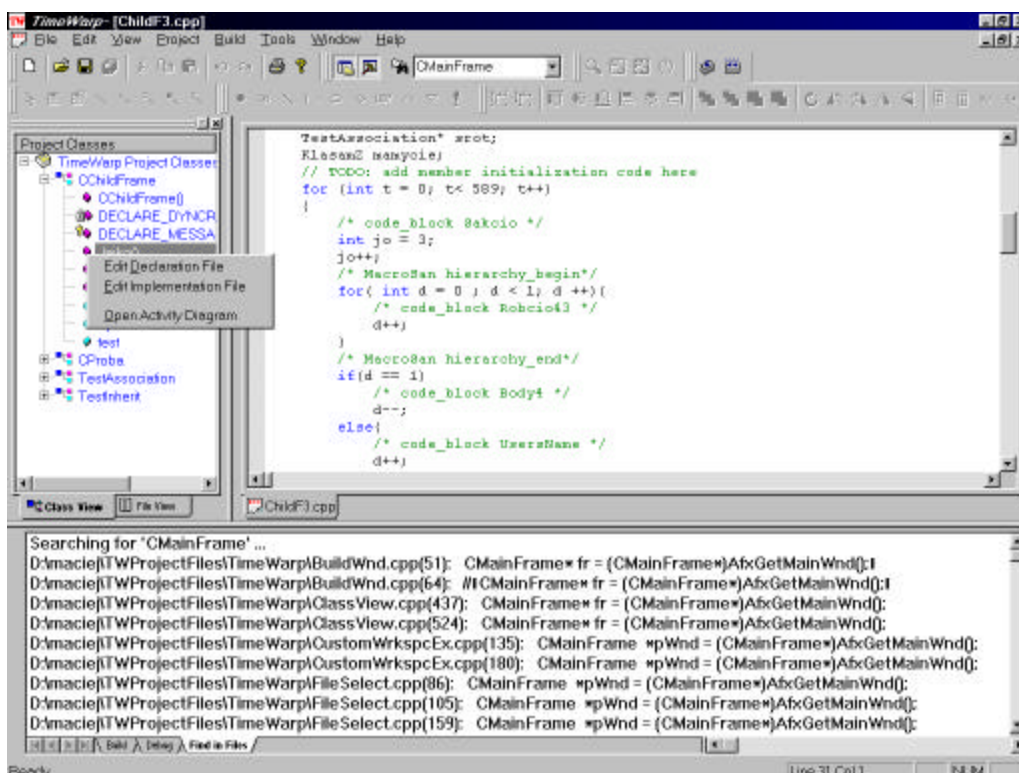 TimeWarp - [ChildF3.cpp]
File Edit View Project Build Tools Window Help
CMainFrame
Project Classes
TimeWarp Project Classes
CChildFrame
CChildFrame()
DECLARE_DYNCR
DECLARE_MESSA
Edit Declaration File
Edit Implementation File
Open Activity Diagram
test
CProba
TestAssociation
TestInherit
Class View File View
TestAssociation* srot;
KlasamZ mamycie;
// TODO: add member initialization code here
for (int t = 0; t< 589; t++)
{
/* code_block Sakcio */
int jo = 3;
jo++;
/* MacroSan hierarchy_begin*/
for( int d = 0 ; d < 1; d ++){
/* code_block Robcio43 */
d++;
}
/* MacroSan hierarchy_end*/
if(d == 1)
/* code_block Body4 */
d--;
else{
/* code_block UsersName */
d++;
ChildF3.cpp
Searching for 'CMainFrame' ...
D:\maciej\TWProjectFiles\TimeWarp\BuildWnd.cpp(51): CMainFrame* fr = (CMainFrame*)AfxGetMainWnd();
D:\maciej\TWProjectFiles\TimeWarp\BuildWnd.cpp(64): //CMainFrame* fr = (CMainFrame*)AfxGetMainWnd();
D:\maciej\TWProjectFiles\TimeWarp\ClassView.cpp(437): CMainFrame* fr = (CMainFrame*)AfxGetMainWnd();
D:\maciej\TWProjectFiles\TimeWarp\ClassView.cpp(524): CMainFrame* fr = (CMainFrame*)AfxGetMainWnd();
D:\maciej\TWProjectFiles\TimeWarp\CustomWrkspcEx.cpp(135): CMainFrame *pWnd = (CMainFrame*)AfxGetMainWnd();
D:\maciej\TWProjectFiles\TimeWarp\CustomWrkspcEx.cpp(180): CMainFrame *pWnd = (CMainFrame*)AfxGetMainWnd();
D:\maciej\TWProjectFiles\TimeWarp\FileSelect.cpp(86): CMainFrame *pWnd = (CMainFrame*)AfxGetMainWnd();
D:\maciej\TWProjectFiles\TimeWarp\FileSelect.cpp(105): CMainFrame *pWnd = (CMainFrame*)AfxGetMainWnd();
D:\maciej\TWProjectFiles\TimeWarp\FileSelect.cpp(159): CMainFrame *pWnd = (CMainFrame*)AfxGetMainWnd();
Build Debug Find in Files
Ready Line 31 Col 1 NUM